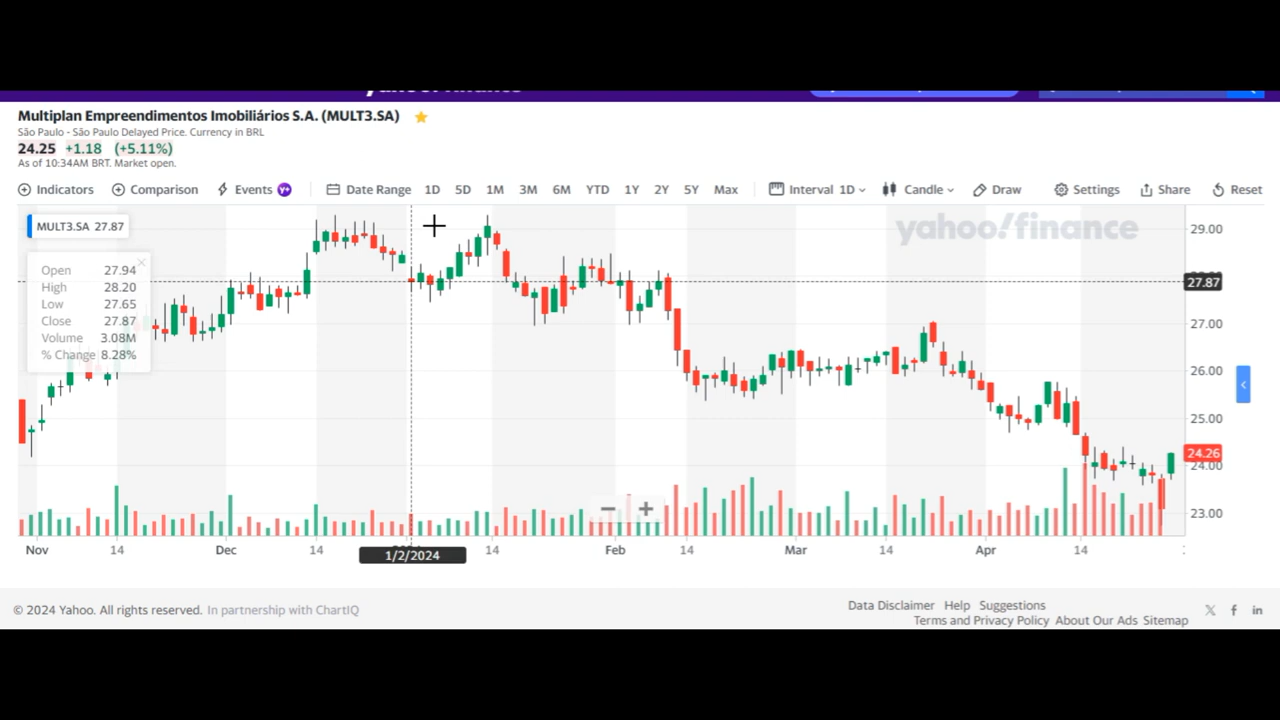 Multiplan Empreendimentos Imobiliários S.A. (MULT3.SA)
São Paulo - São Paulo Delayed Price. Currency in BRL
24.25 +1.18 (+5.11%)
As of 10:34AM BRT. Market open.
Indicators Comparison Events Y+ Date Range 1D 5D 1M 3M 6M YTD 1Y 2Y 5Y Max Interval 1D Candle Draw Settings Share Reset
MULT3.SA 27.87
yahoo!finance
29.00
Open 27.94
High 28.20
Low 27.65
Close 27.87
Volume 3.08M
% Change 8.28%
27.87
27.00
26.00
25.00
24.26
24.00
23.00
Nov 14 Dec 14 1/2/2024 14 Feb 14 Mar 14 Apr 14
© 2024 Yahoo. All rights reserved. In partnership with ChartIQ
Data Disclaimer Help Suggestions
Terms and Privacy Policy About Our Ads Sitemap